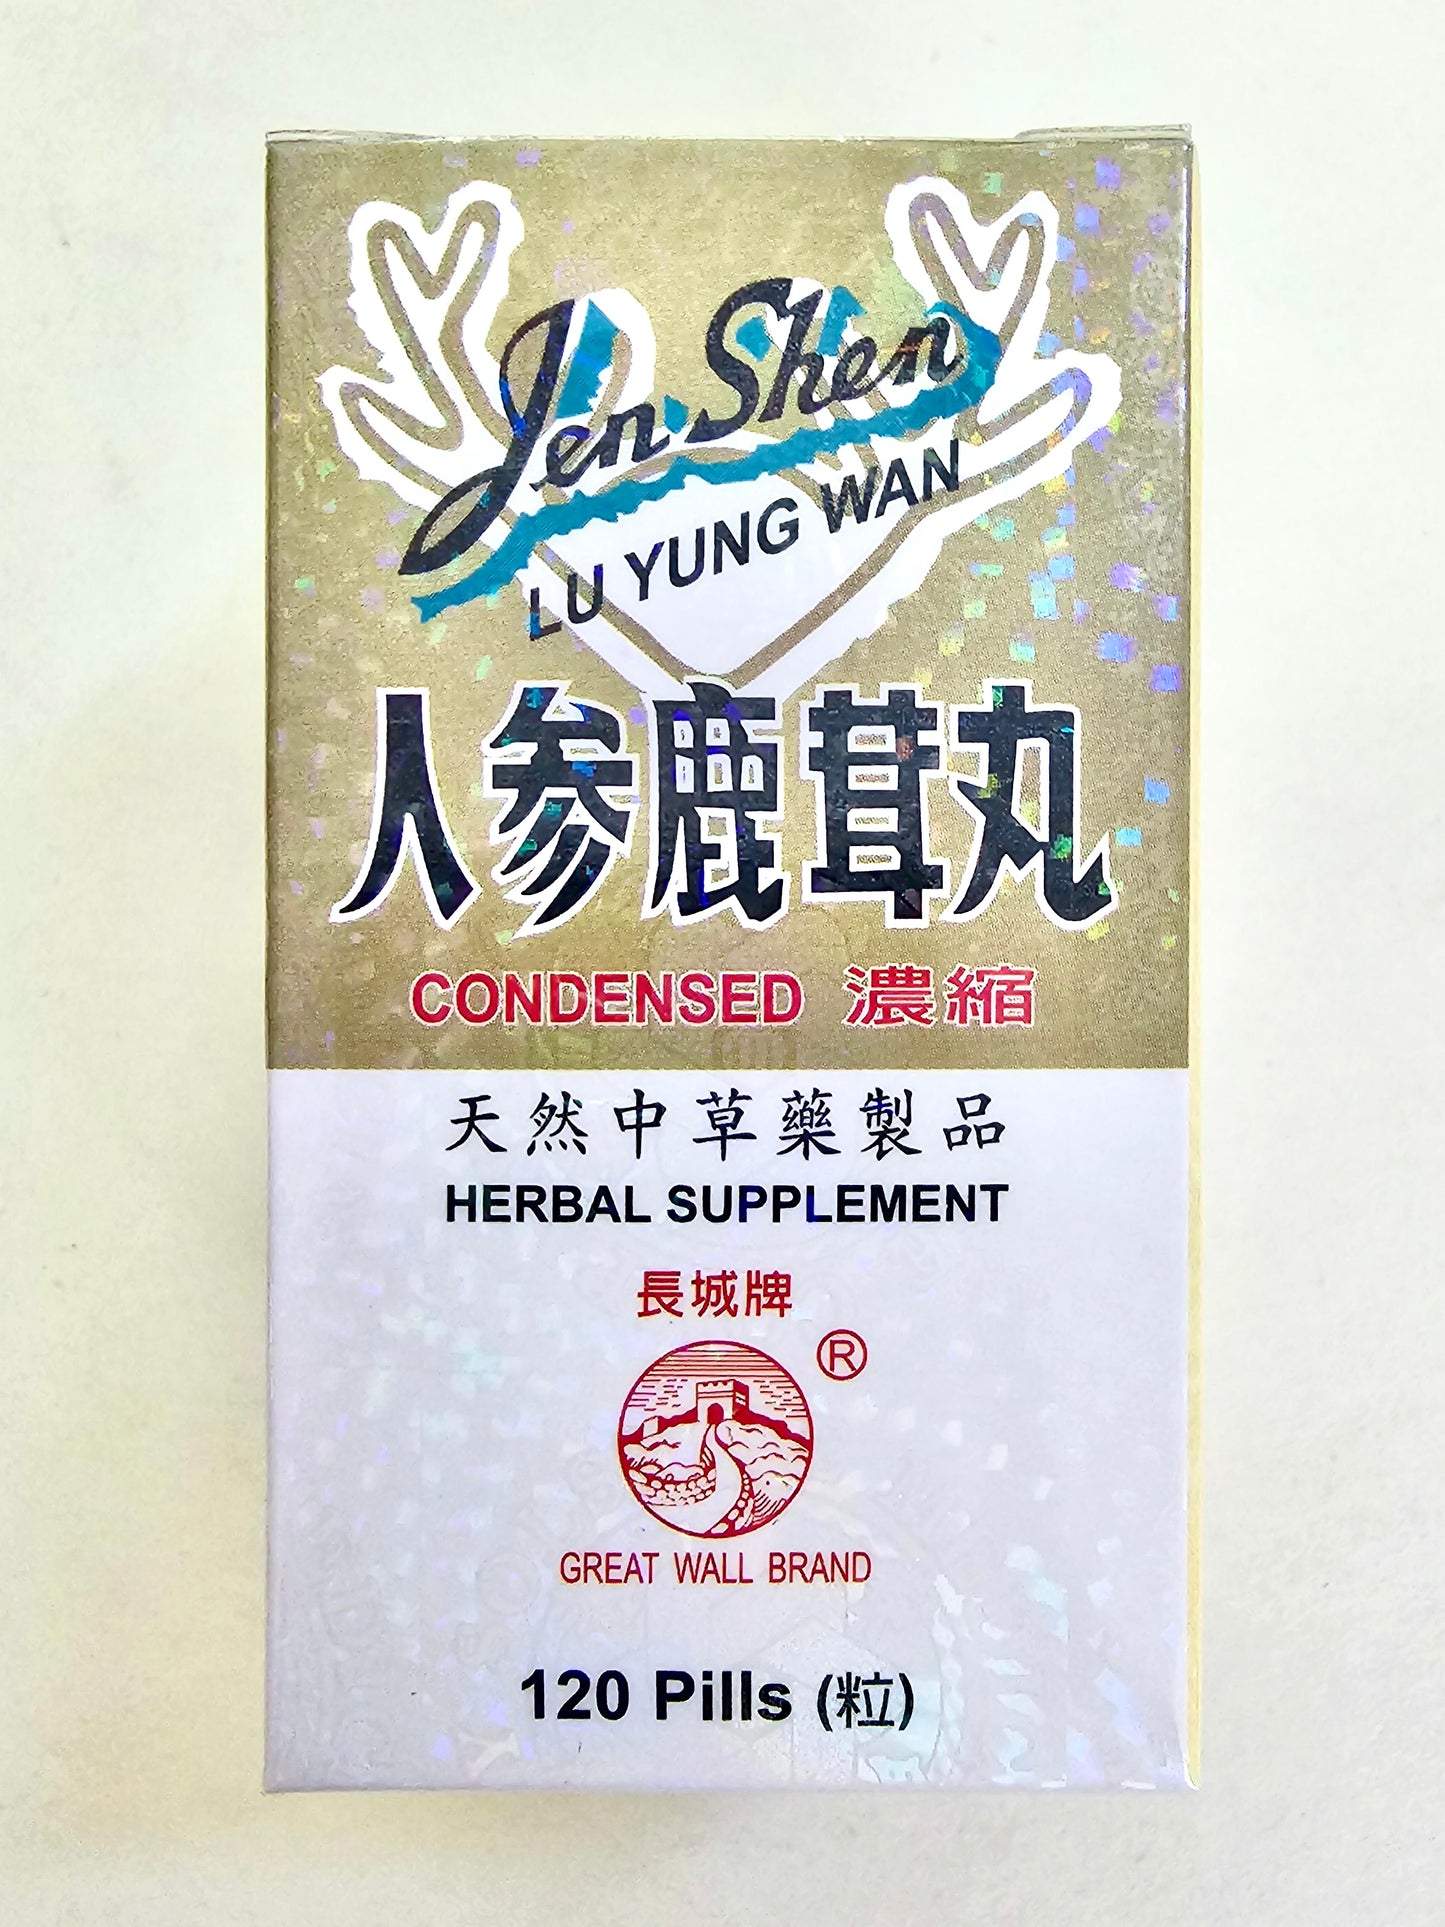 Jen Shen
LU YUNG WAN
人参鹿茸丸
CONDENSED 濃縮
天然中草藥製品
HERBAL SUPPLEMENT
長城牌
®
GREAT WALL BRAND
120 Pills (粒)